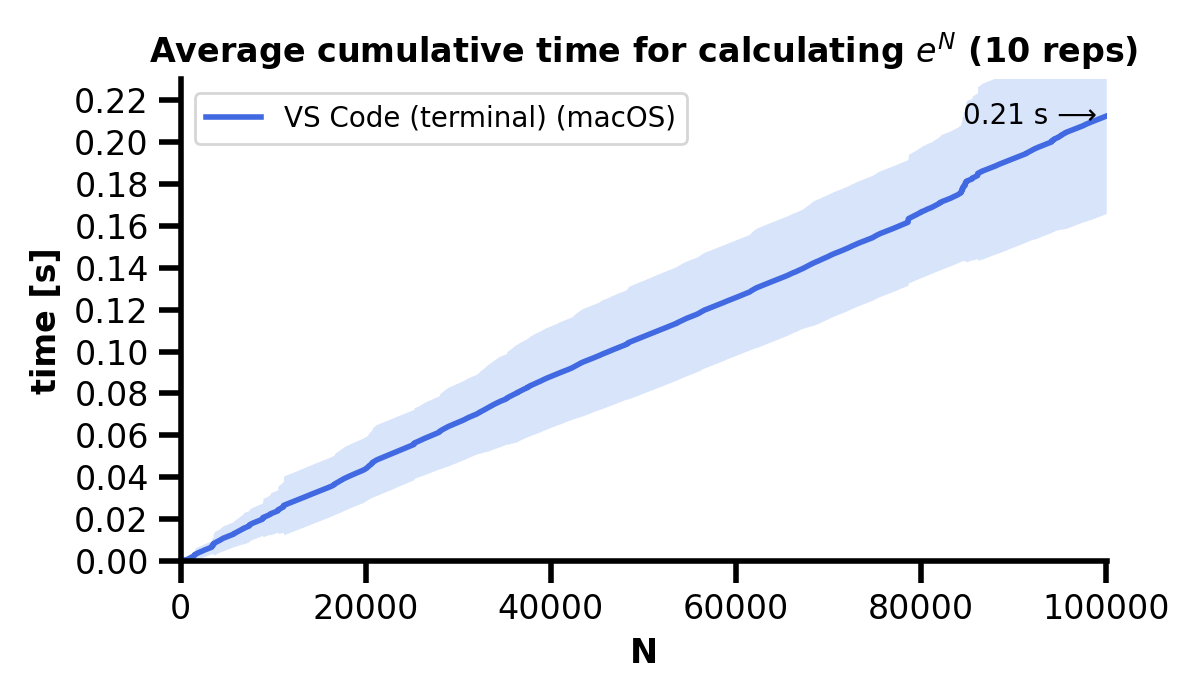 Average cumulative time for calculating e^N (10 reps)
VS Code (terminal) (macOS)
0.21 s →
time [s]
0.22
0.20
0.18
0.16
0.14
0.12
0.10
0.08
0.06
0.04
0.02
0.00
0 20000 40000 60000 80000 100000
N